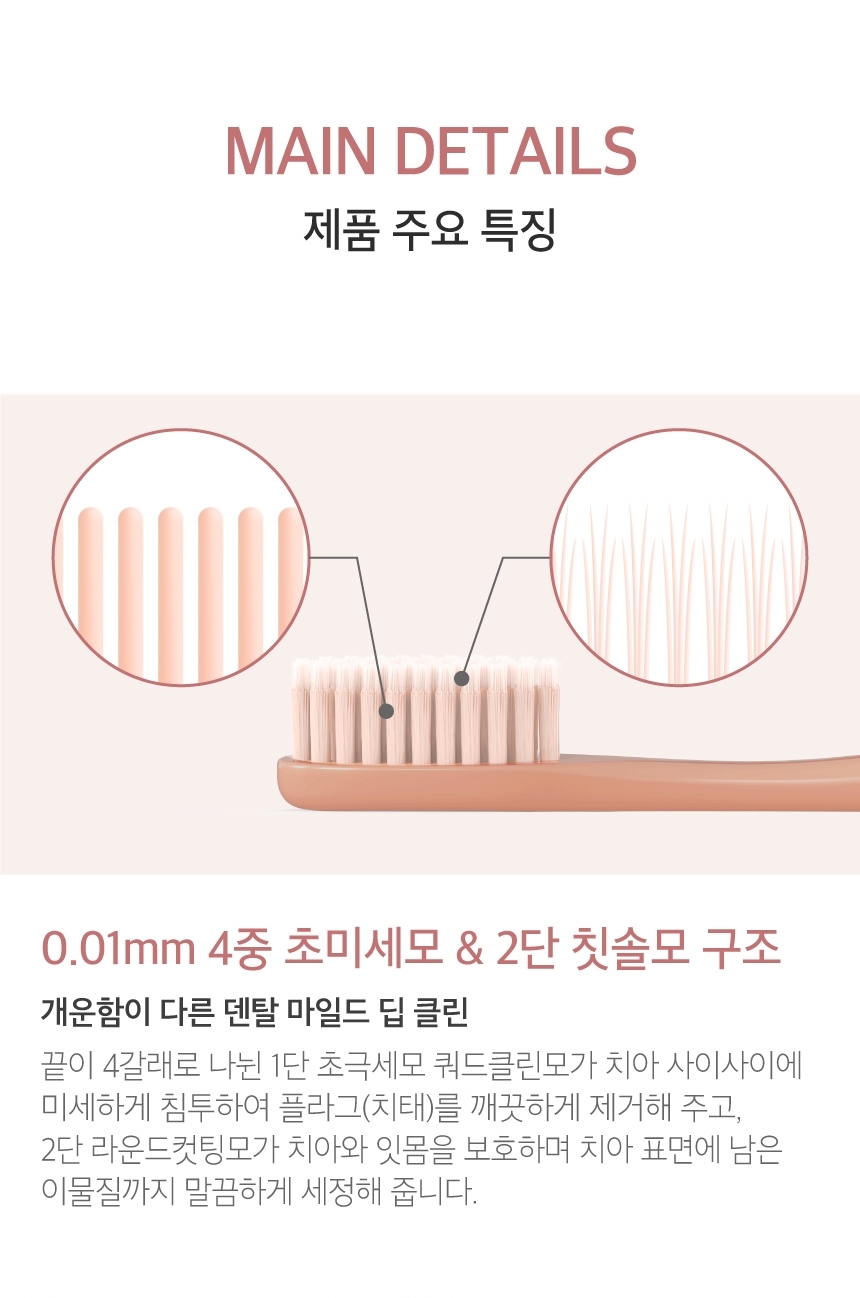 MAIN DETAILS
제품 주요 특징
0.01mm 4중 초미세모 & 2단 칫솔모 구조
개운함이 다른 덴탈 마일드 딥 클린
끝이 4갈래로 나뉜 1단 초극세모 쿼드클린모가 치아 사이사이에
미세하게 침투하여 플라그(치태)를 깨끗하게 제거해 주고,
2단 라운드컷팅모가 치아와 잇몸을 보호하며 치아 표면에 남은
이물질까지 말끔하게 세정해 줍니다.